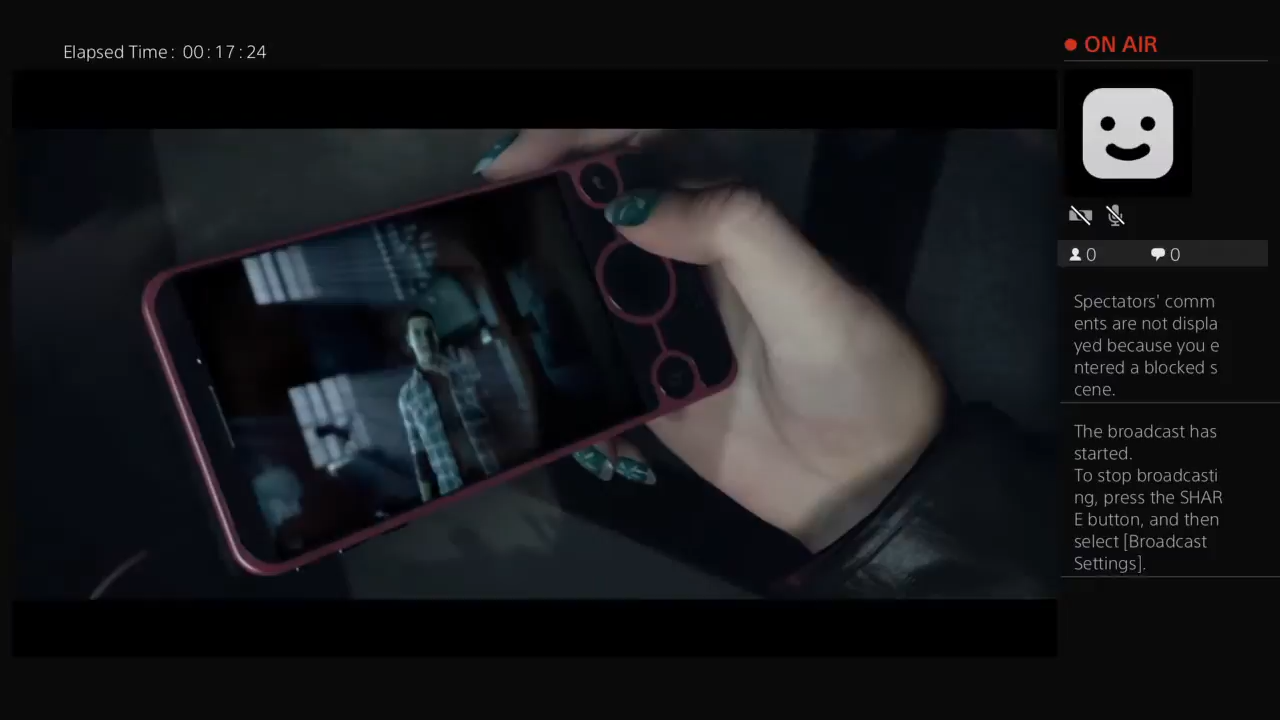 Elapsed Time: 00:17:24
ON AIR
0
0
Spectators' comm
ents are not displa
yed because you e
ntered a blocked s
cene.
The broadcast has
started.
To stop broadcasti
ng, press the SHAR
E button, and then
select [Broadcast
Settings].